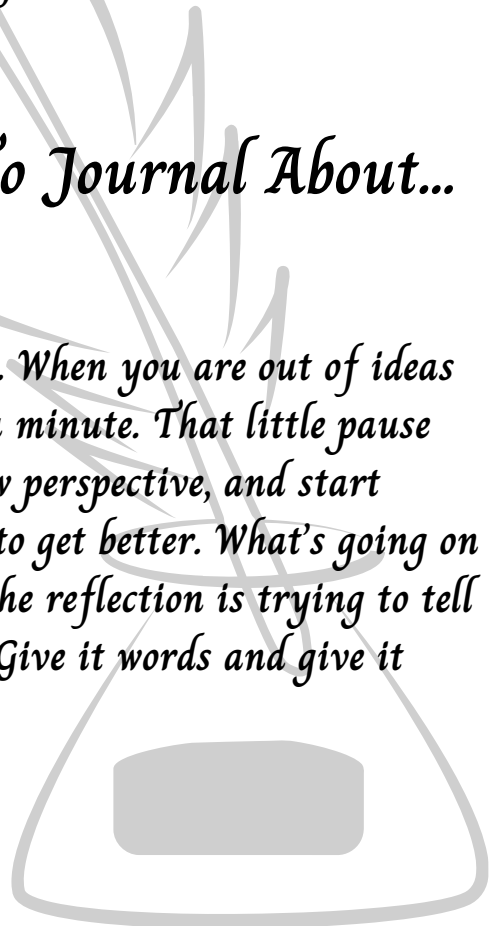 To Journal About...
. When you are out of ideas
minute. That little pause
perspective, and start
to get better. What's going on
reflection is trying to tell
Give it words and give it